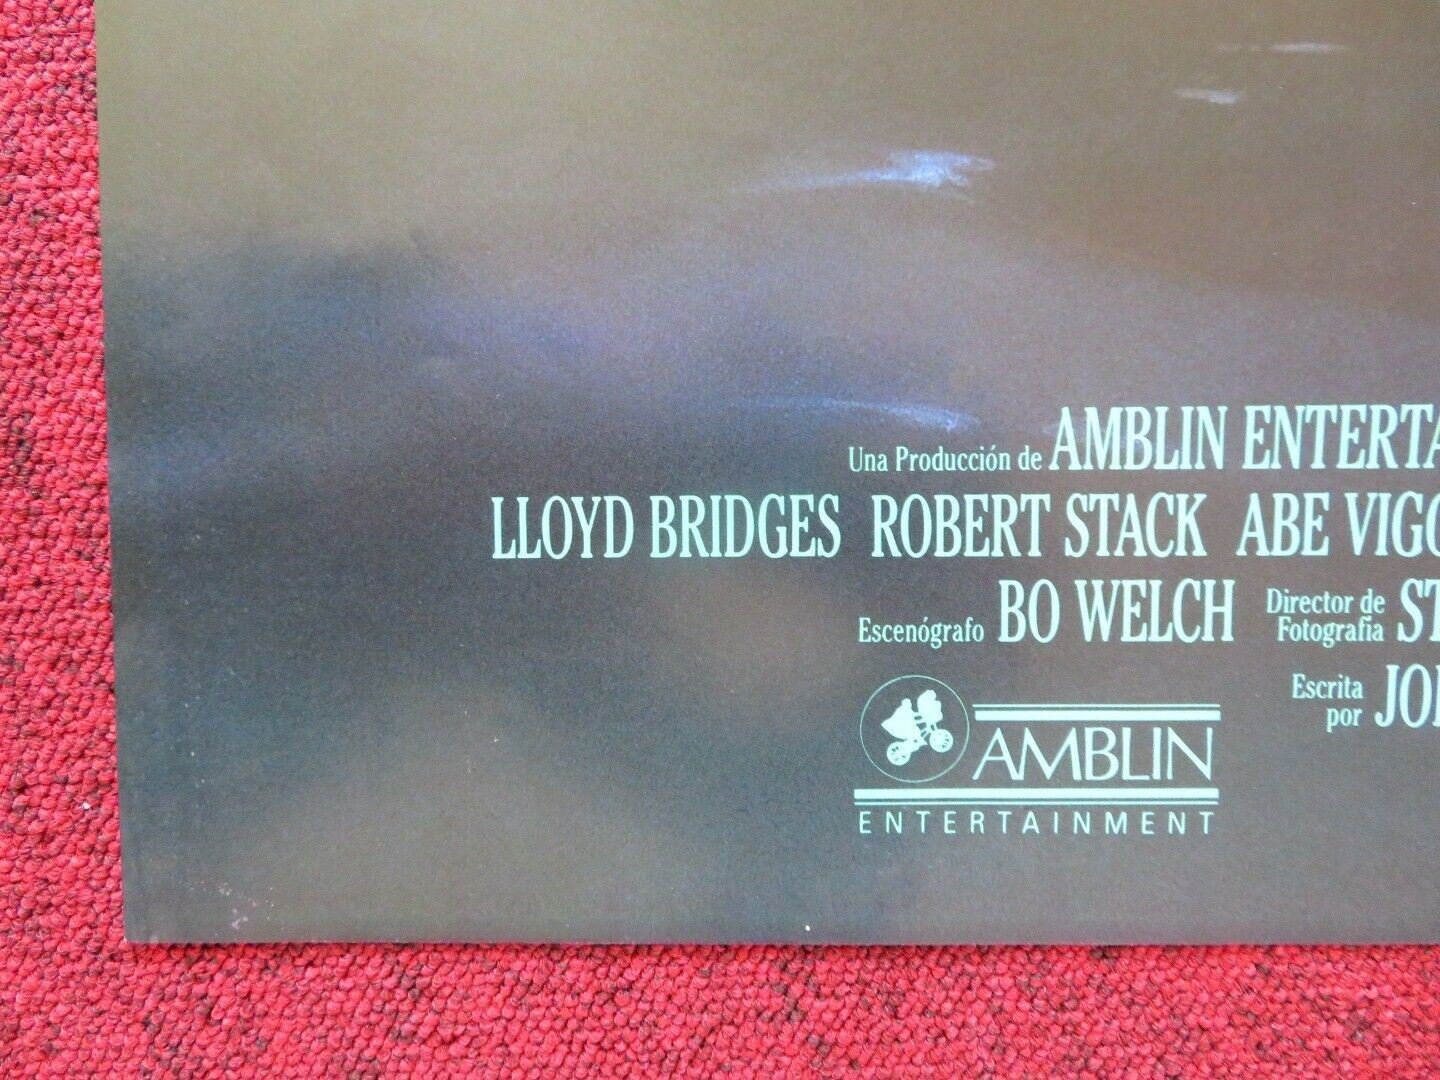 Una Producción de AMBLIN ENTERTA
LLOYD BRIDGES ROBERT STACK ABE VIGO
Escenógrafo BO WELCH Director de Fotografia ST
Escrita por JO
AMBLIN
ENTERTAINMENT